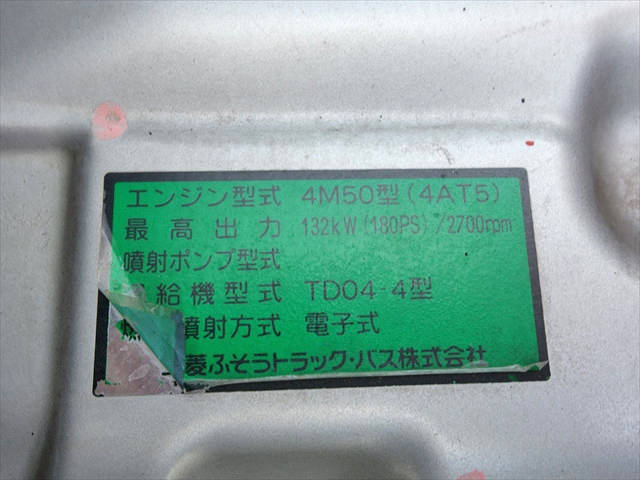 エンジン型式 4M50型(4AT5)
最高出力 132kW(180PS)/2700rpm
噴射ポンプ型式
給機型式 TD04-4型
噴射方式 電子式
菱ふそうトラック・バス株式会社